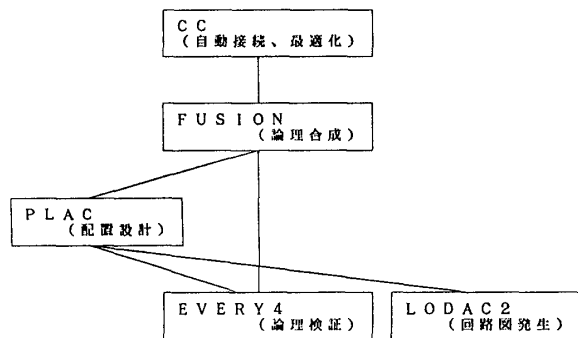 ＣＣ
（自動接続、最適化）
ＦＵＳＩＯＮ
（論理合成）
ＰＬＡＣ
（配置設計）
ＥＶＥＲＹ４
（論理検証）
ＬＯＤＡＣ２
（回路図発生）